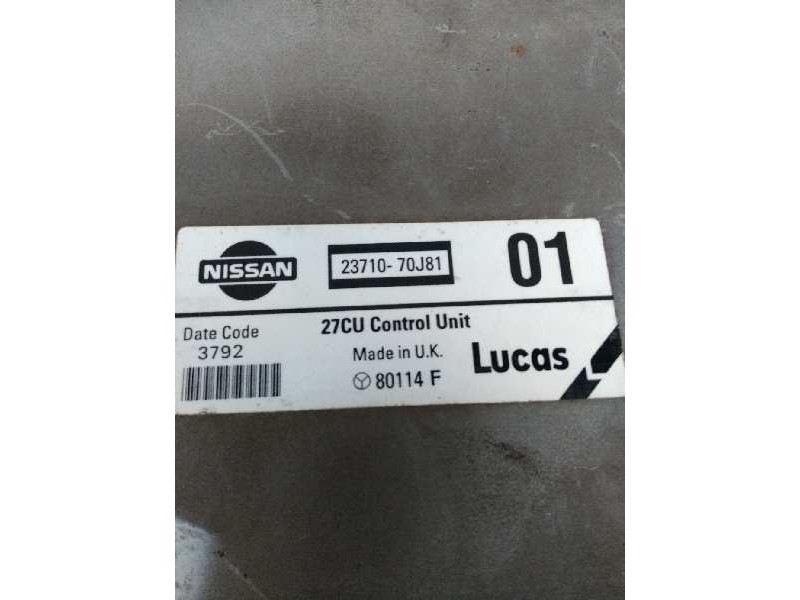 NISSAN
23710-70J81
01
Date Code
3792
27CU Control Unit
Made in U.K.
80114 F
Lucas